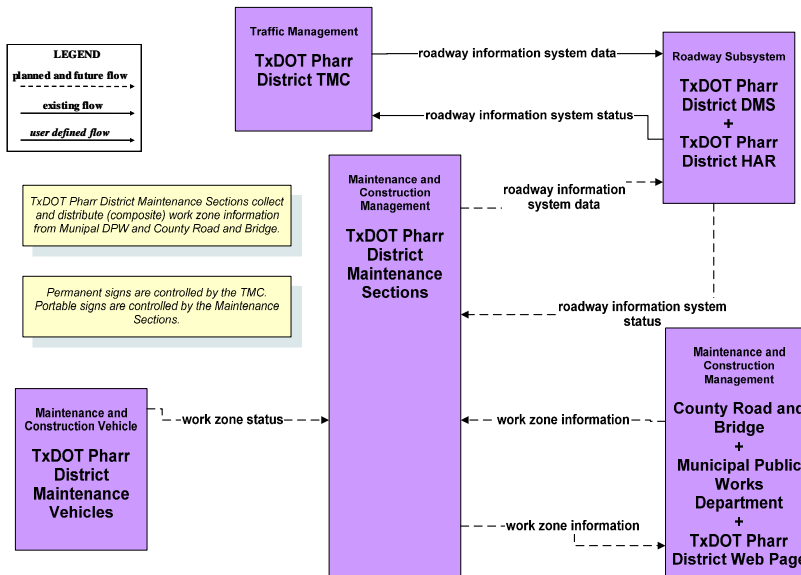 LEGEND
planned and future flow
existing flow
user defined flow
Traffic Management
TxDOT Pharr
District TMC
roadway information system data
roadway information system status
Roadway Subsystem
TxDOT Pharr
District DMS
+
TxDOT Pharr
District HAR
TxDOT Pharr District Maintenance Sections collect
and distribute (composite) work zone information
from Munipal DPW and County Road and Bridge.
Permanent signs are controlled by the TMC.
Portable signs are controlled by the Maintenance
Sections.
Maintenance and
Construction
Management
TxDOT Pharr
District
Maintenance
Sections
roadway information
system data
roadway information system
status
Maintenance and
Construction Vehicle
TxDOT Pharr
District
Maintenance
Vehicles
work zone status
work zone information
work zone information
Maintenance and
Construction
Management
County Road and
Bridge
+
Municipal Public
Works
Department
+
TxDOT Pharr
District Web Page